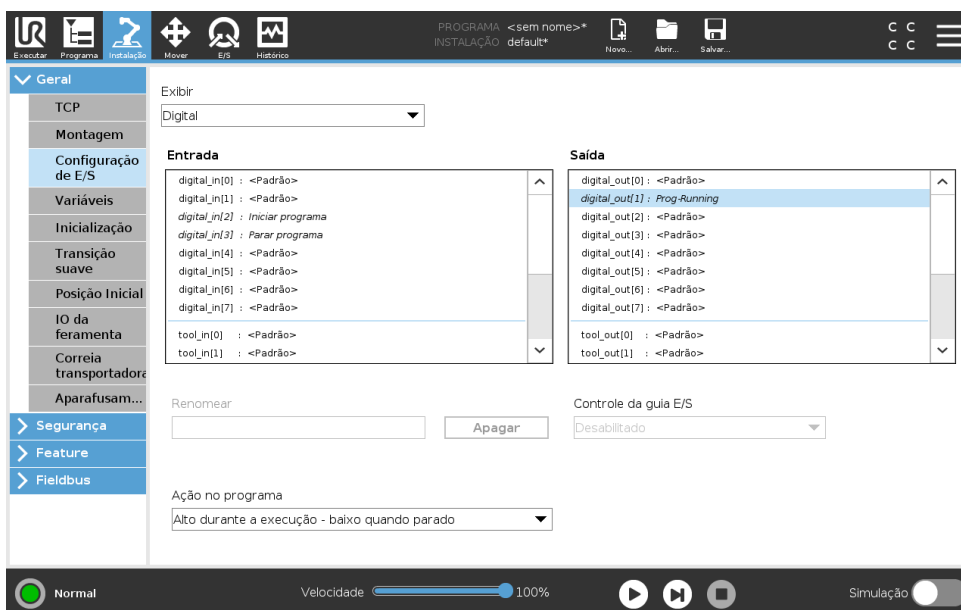 PROGRAMA <sem nome>*
INSTALAÇÃO default*
C C
C C
Executar Programa Instalação Mover E/S Histórico Novo... Abrir... Salvar...
Geral
TCP
Montagem
Configuração
de E/S
Variáveis
Inicialização
Transição
suave
Posição Inicial
IO da
ferramenta
Correia
transportadora
Aparafusam...
Segurança
Feature
Fieldbus
Exibir
Digital
Entrada
digital_in[0] : <Padrão>
digital_in[1] : <Padrão>
digital_in[2] : Iniciar programa
digital_in[3] : Parar programa
digital_in[4] : <Padrão>
digital_in[5] : <Padrão>
digital_in[6] : <Padrão>
digital_in[7] : <Padrão>
tool_in[0] : <Padrão>
tool_in[1] : <Padrão>
Saída
digital_out[0] : <Padrão>
digital_out[1] : Prog-Running
digital_out[2] : <Padrão>
digital_out[3] : <Padrão>
digital_out[4] : <Padrão>
digital_out[5] : <Padrão>
digital_out[6] : <Padrão>
digital_out[7] : <Padrão>
tool_out[0] : <Padrão>
tool_out[1] : <Padrão>
Renomear
Apagar
Controle da guia E/S
Desabilitado
Ação no programa
Alto durante a execução - baixo quando parado
Normal
Velocidade 100%
Simulação